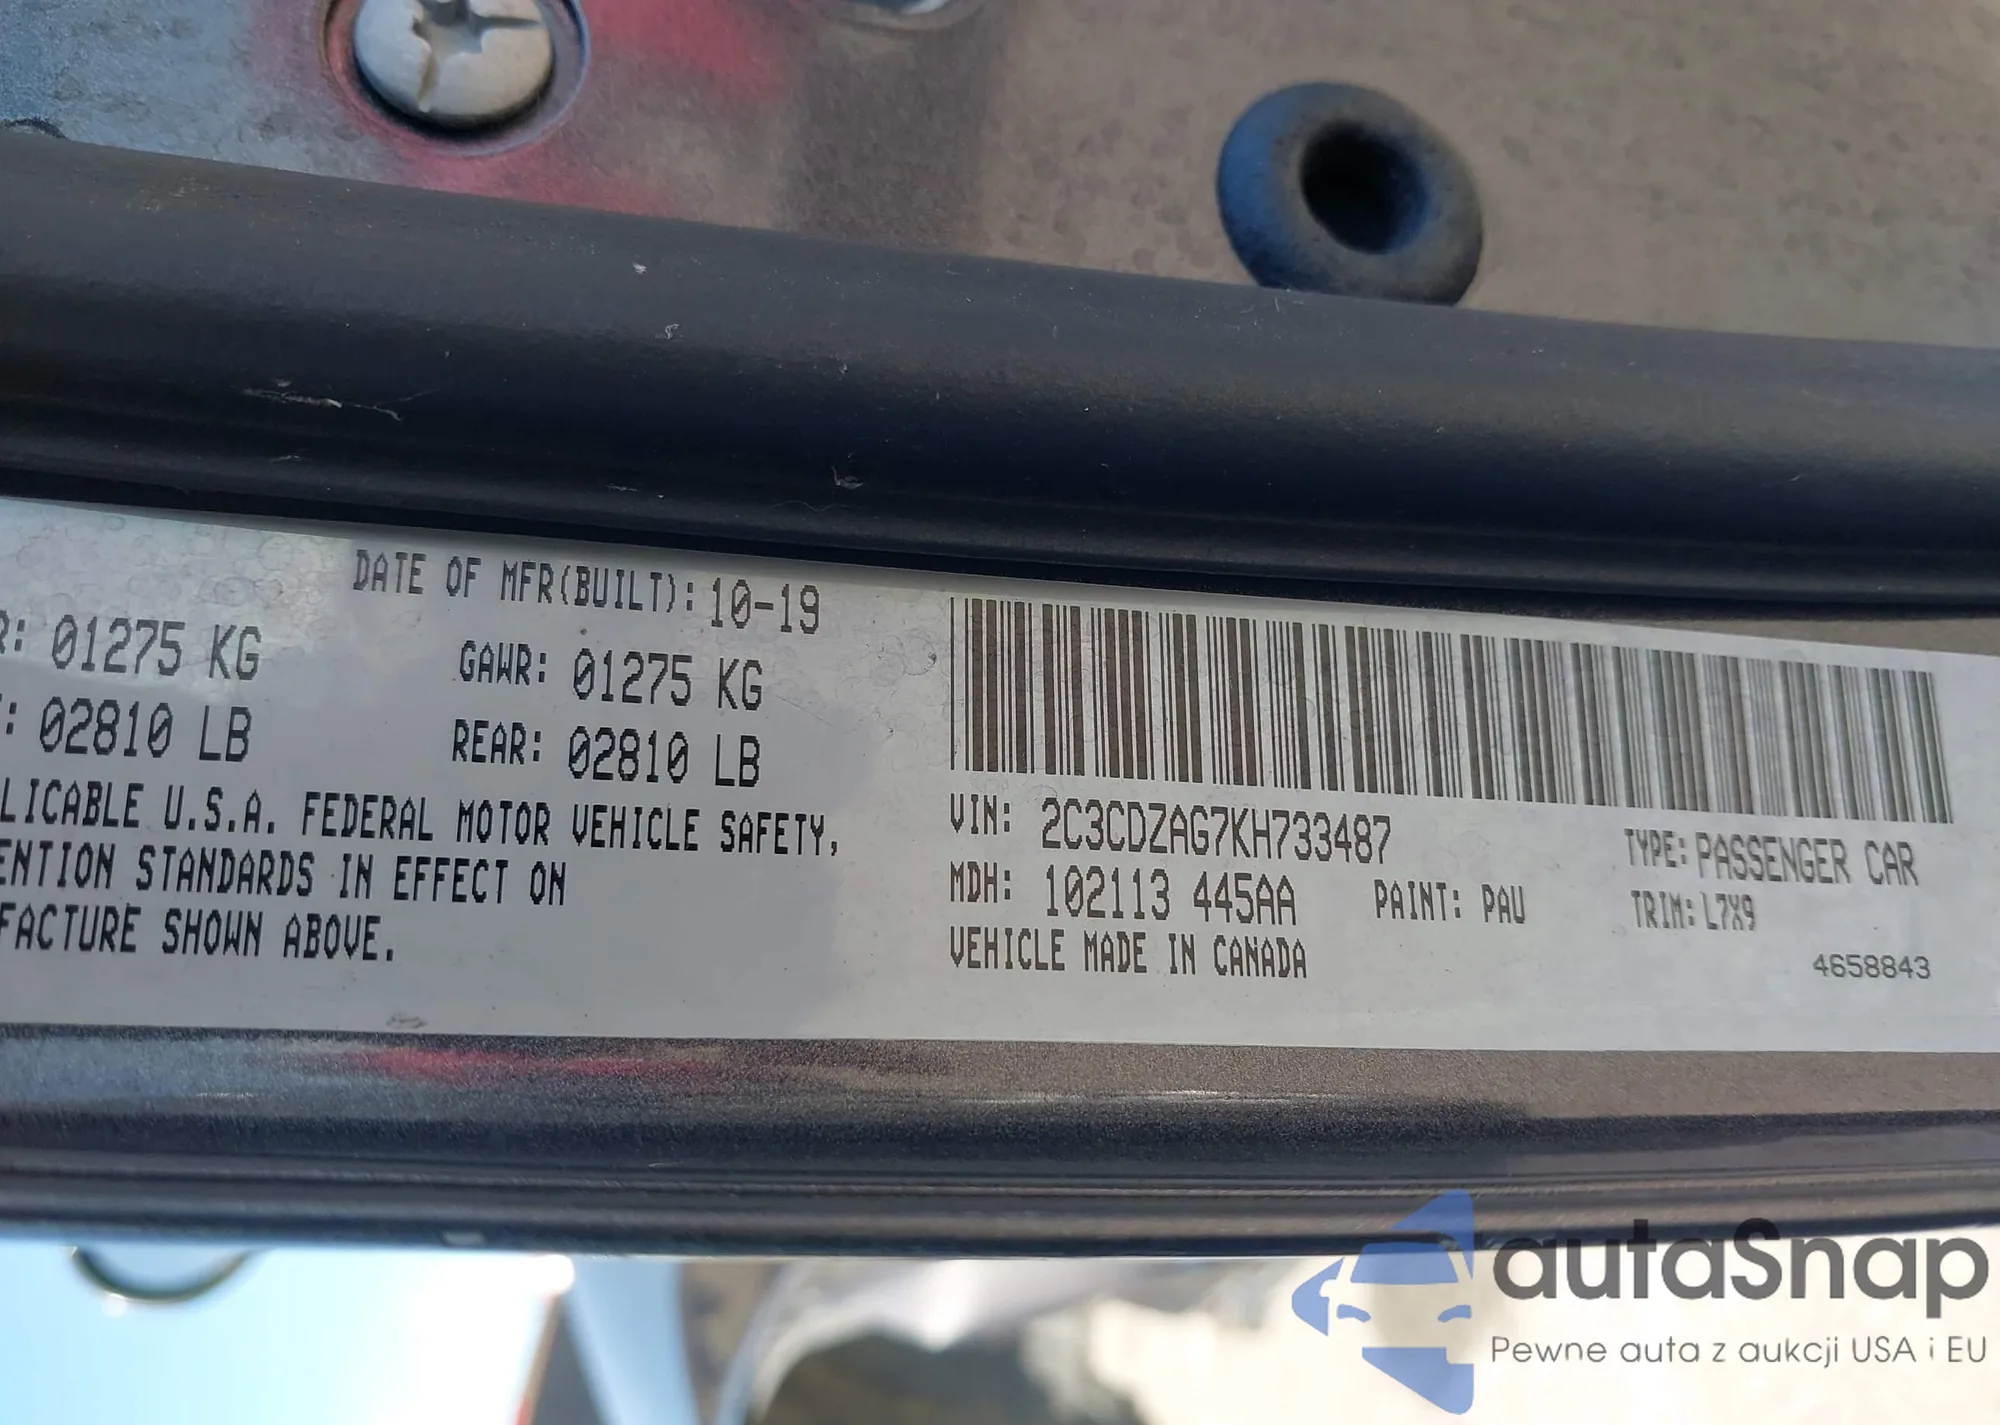 DATE OF MFR(BUILT): 10-19
R: 01275 KG GAWR: 01275 KG
T: 02810 LB REAR: 02810 LB
LICABLE U.S.A. FEDERAL MOTOR VEHICLE SAFETY,
ENTION STANDARDS IN EFFECT ON
FACTURE SHOWN ABOVE.
VIN: 2C3CDZAG7KH733487
TYPE: PASSENGER CAR
MDH: 102113 445AA PAINT: PAU
TRIM: L7X9
VEHICLE MADE IN CANADA
4658843
autaSnap
Pewne auta z aukcji USA i EU